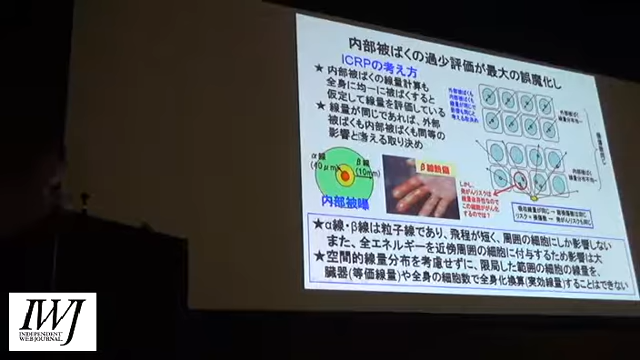 内部被ばくの過少評価が最大の誤魔化し
ICRPの考え方
★ 内部被ばくの線量計算も
全身に均一に被ばくすると
仮定して線量を評価している
★ 線量が同じであれば、外部
被ばくも内部被ばくも同等の
影響と考える取り決め
α線
(40μm)
β線
(10mm)
内部被曝
β線熱傷
★α線・β線は粒子線であり、飛程が短く、周囲の細胞にしか影響しない
また、全エネルギーを近傍周囲の細胞に付与するため影響は大
★空間的線量分布を考慮せずに、限局した範囲の細胞の線量を、
臓器(等価線量)や全身の細胞数で全身化換算(実効線量)することはできない
IWJ
INDEPENDENT
WEB JOURNAL